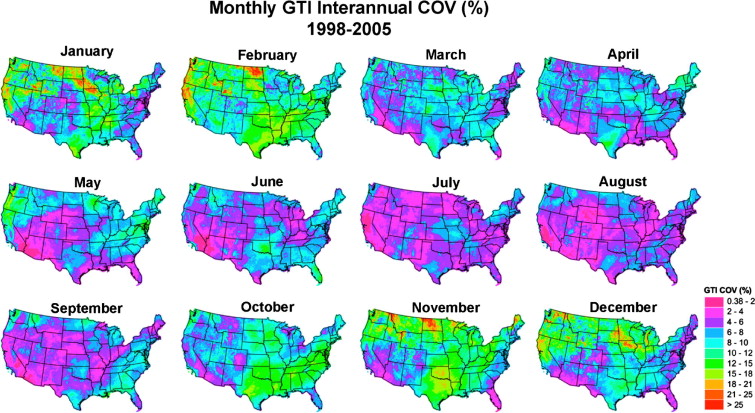 Monthly GTI Interannual COV (%)
1998-2005
January
February
March
April
May
June
July
August
September
October
November
December
GTI COV (%)
0.38 - 2
2 - 4
4 - 6
6 - 8
8 - 10
10 - 12
12 - 15
15 - 18
18 - 21
21 - 25
> 25